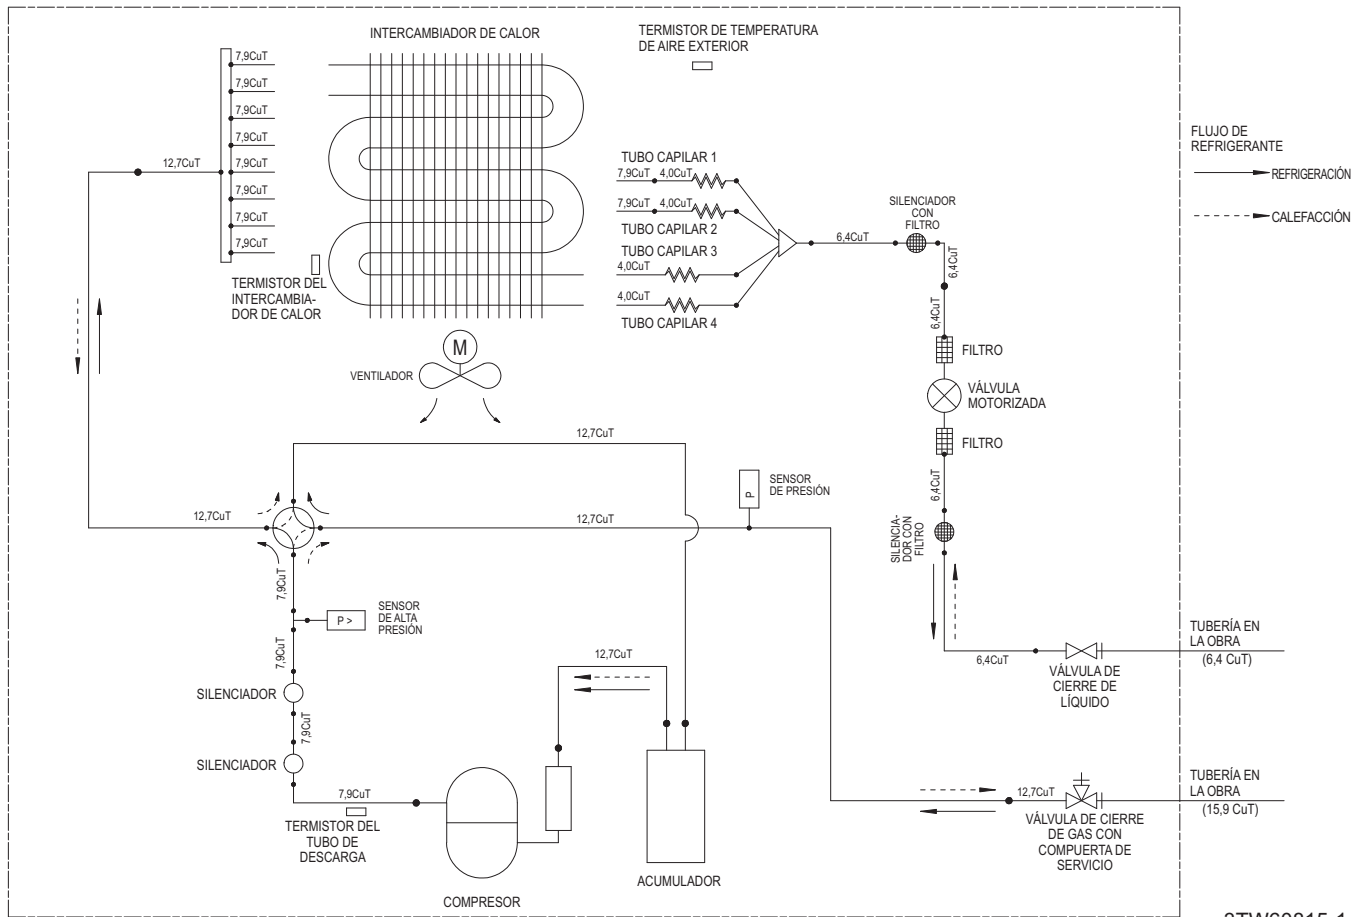 INTERCAMBIADOR DE CALOR
TERMISTOR DE TEMPERATURA
DE AIRE EXTERIOR
7,9CuT
7,9CuT
7,9CuT
7,9CuT
7,9CuT
7,9CuT
7,9CuT
7,9CuT
12,7CuT
TERMISTOR DEL
INTERCAMBIA-
DOR DE CALOR
TUBO CAPILAR 1
7,9CuT 4,0CuT
7,9CuT 4,0CuT
TUBO CAPILAR 2
TUBO CAPILAR 3
4,0CuT
4,0CuT
TUBO CAPILAR 4
6,4CuT
SILENCIADOR
CON
FILTRO
6,4CuT
6,4CuT
FILTRO
VÁLVULA
MOTORIZADA
FILTRO
6,4CuT
SILENCIA-
DOR CON
FILTRO
FLUJO DE
REFRIGERANTE
REFRIGERACIÓN
CALEFACCIÓN
M
VENTILADOR
12,7CuT
12,7CuT
12,7CuT
P
SENSOR
DE PRESIÓN
7,9CuT
P >
SENSOR
DE ALTA
PRESIÓN
7,9CuT
SILENCIADOR
7,9CuT
SILENCIADOR
7,9CuT
TERMISTOR DEL
TUBO DE
DESCARGA
COMPRESOR
12,7CuT
ACUMULADOR
6,4CuT
VÁLVULA DE
CIERRE DE
LÍQUIDO
TUBERÍA EN
LA OBRA
(6,4 CuT)
12,7CuT
VÁLVULA DE CIERRE
DE GAS CON
COMPUERTA DE
SERVICIO
TUBERÍA EN
LA OBRA
(15,9 CuT)